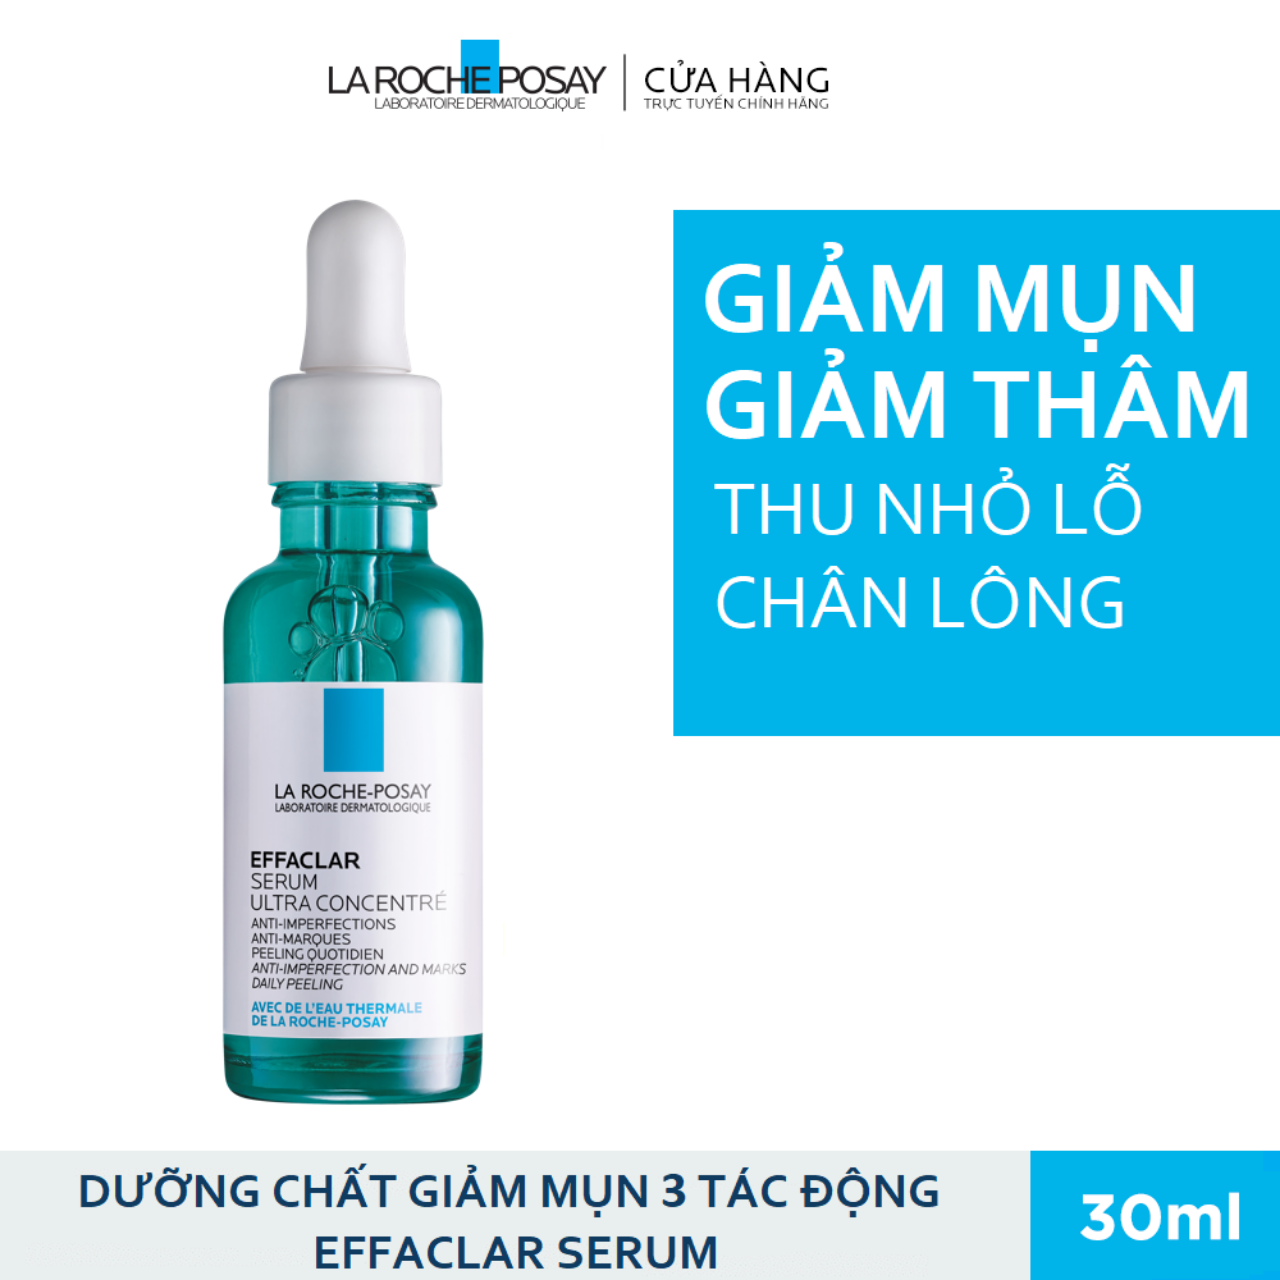 LA ROCHE POSAY
LABORATOIRE DERMATOLOGIQUE
CỬA HÀNG
TRỰC TUYẾN CHÍNH HÃNG
GIẢM MỤN
GIẢM THÂM
THU NHỎ LỖ
CHÂN LÔNG
LA ROCHE-POSAY
LABORATOIRE DERMATOLOGIQUE
EFFACLAR
SERUM
ULTRA CONCENTRÉ
ANTI-IMPERFECTIONS
ANTI-MARQUES
PEELING QUOTIDIEN
ANTI-IMPERFECTION AND MARKS
DAILY PEELING
AVEC DE L'EAU THERMALE
DE LA ROCHE-POSAY
DƯỠNG CHẤT GIẢM MỤN 3 TÁC ĐỘNG
EFFACLAR SERUM
30ml